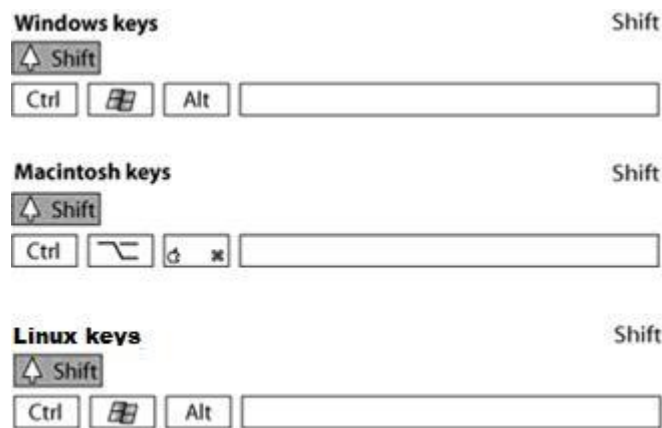 Windows keys Shift
Shift
Ctrl Alt
Macintosh keys Shift
Shift
Ctrl ⌥ ⌘
Linux keys Shift
Shift
Ctrl Alt